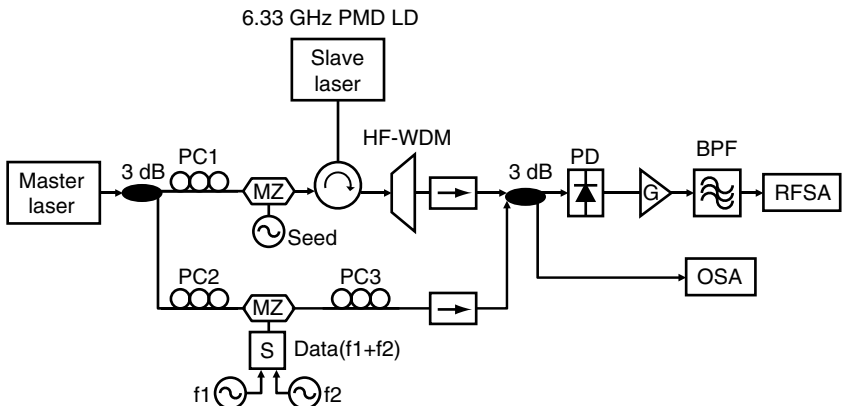 6.33 GHz PMD LD
Slave
laser
HF-WDM
Master
laser
3 dB
PC1
MZ
Seed
3 dB
PD
G
BPF
RFSA
PC2
MZ
PC3
OSA
S
Data(f1+f2)
f1
f2